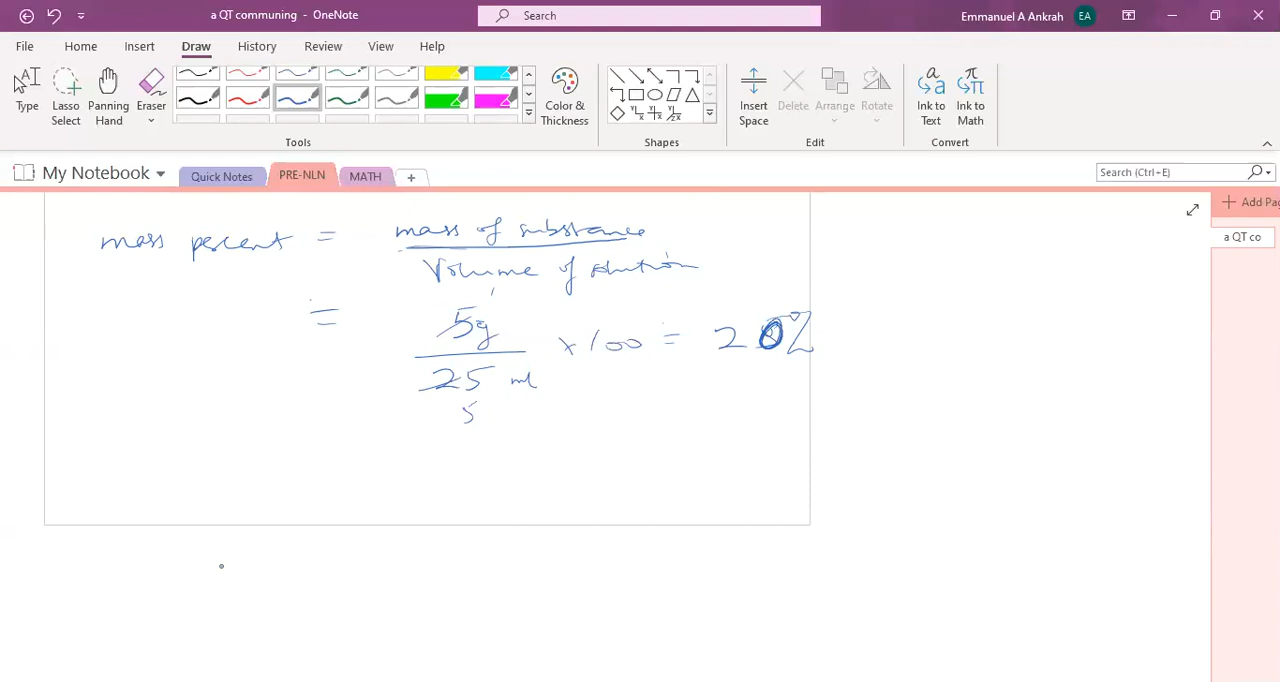 a QT communing - OneNote
Search
Emmanuel A Ankrah EA
File Home Insert Draw History Review View Help
Type Lasso Select Panning Hand Eraser
Color & Thickness
Insert Space Delete Arrange Rotate
Ink to Text Ink to Math
Tools Shapes Edit Convert
My Notebook Quick Notes PRE-NLN MATH + Search (Ctrl+E)
+ Add Pag
a QT co
mass percent = mass of substance
Volume of solution
= 5g
25 ml
x 100 = 20%
5